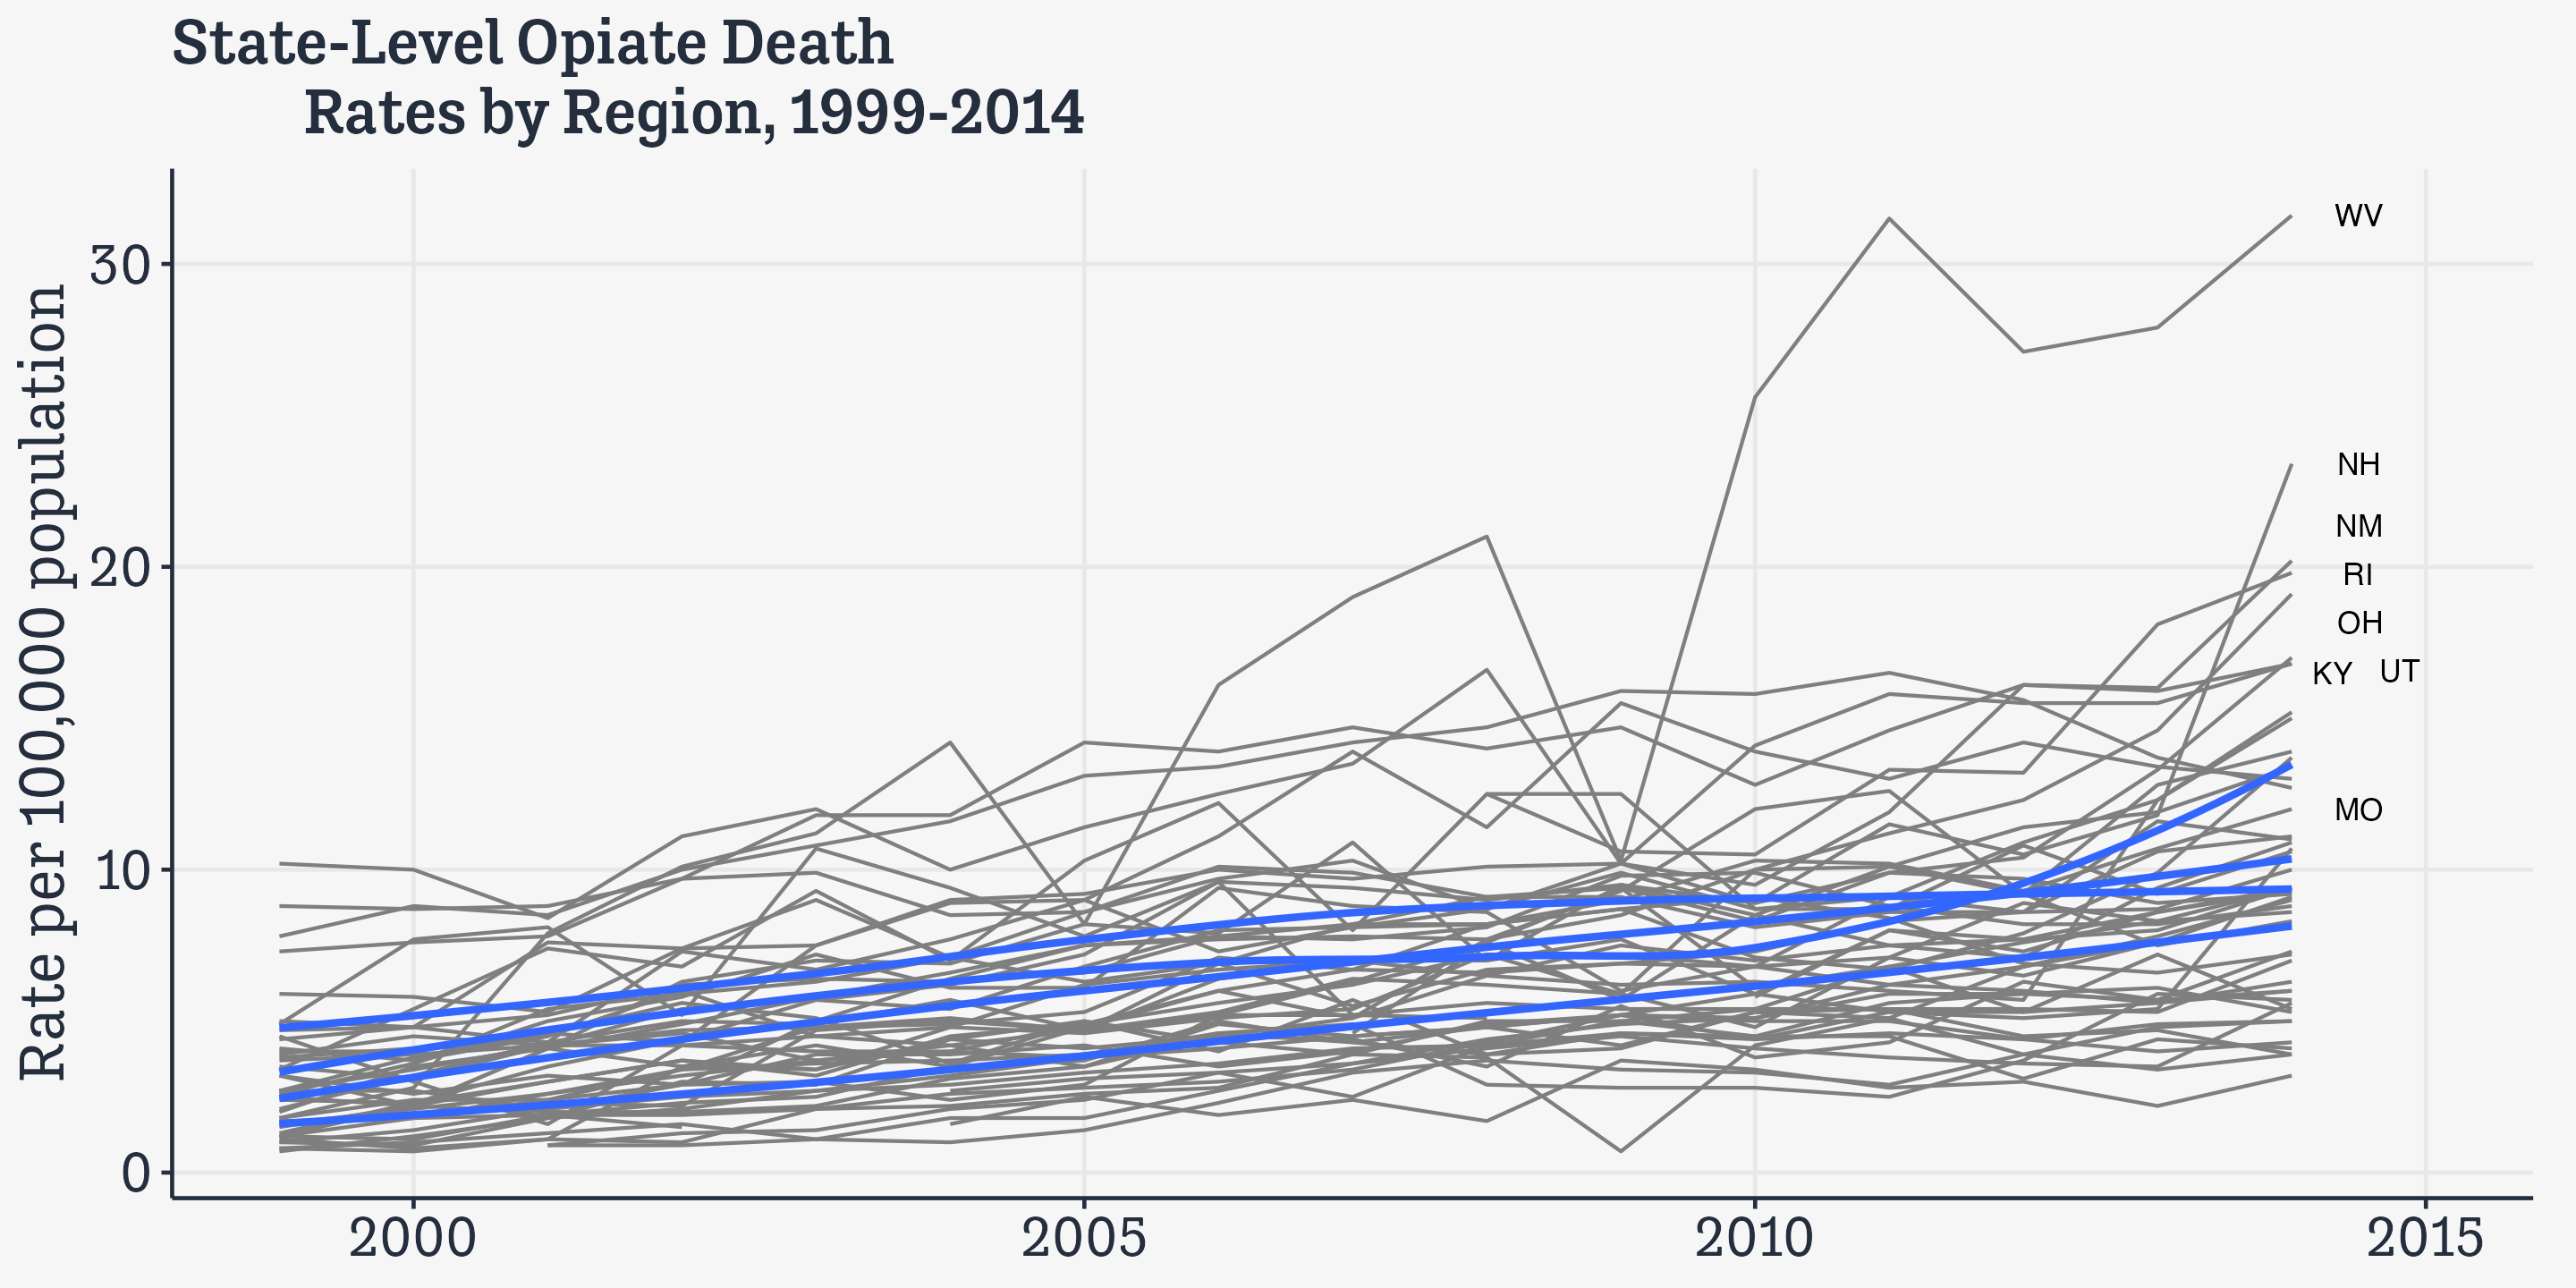 State-Level Opiate Death
Rates by Region, 1999-2014
Rate per 100,000 population
30
20
10
0
2000
2005
2010
2015
WV
NH
NM
RI
OH
KY UT
MO